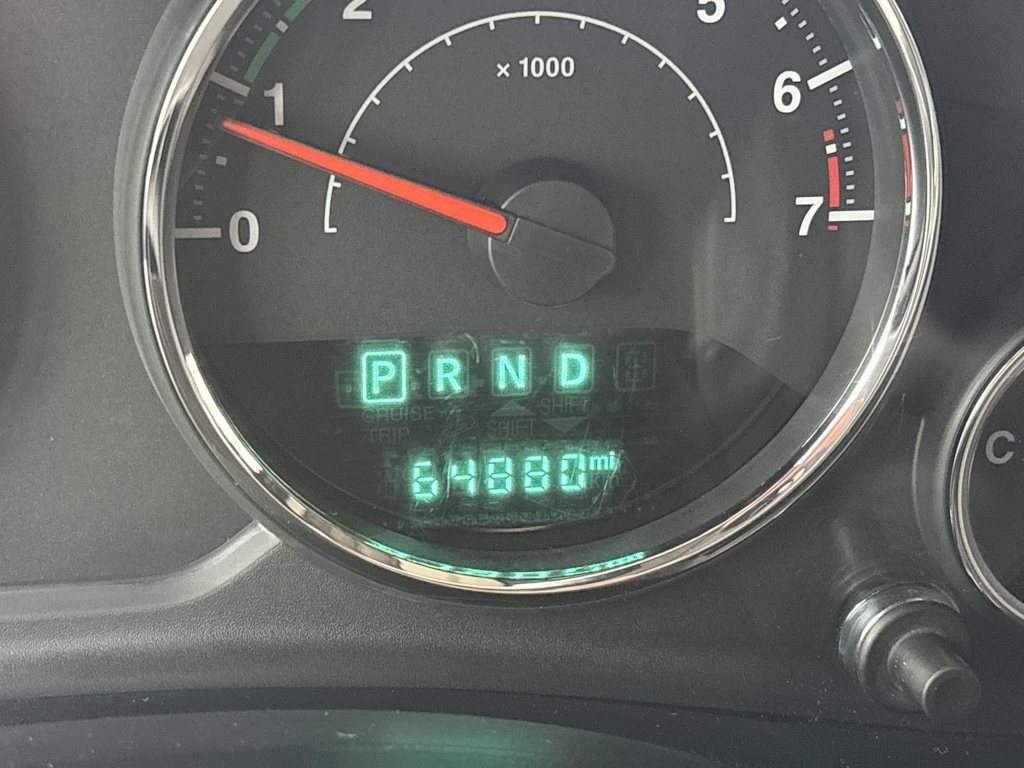 2 5
x 1000
1 6
0 7
C
P R N D
CRUISE SHIFT
TRIP SHIFT
64880 mi